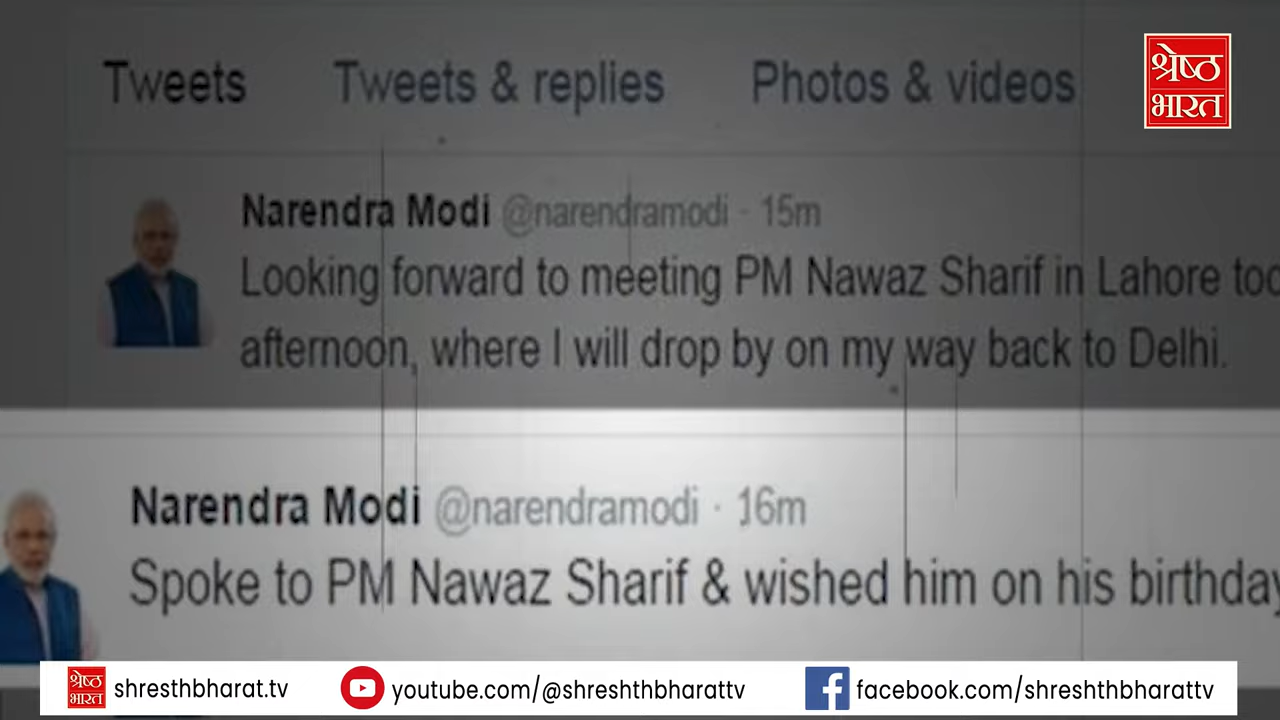 Tweets Tweets & replies Photos & videos
श्रेष्ठ
भारत
Narendra Modi @narendramodi · 15m
Looking forward to meeting PM Nawaz Sharif in Lahore too
afternoon, where I will drop by on my way back to Delhi.
Narendra Modi @narendramodi · 16m
Spoke to PM Nawaz Sharif & wished him on his birthday
श्रेष्ठ
भारत
shresthbharat.tv
youtube.com/@shreshthbharattv
facebook.com/shreshthbharattv